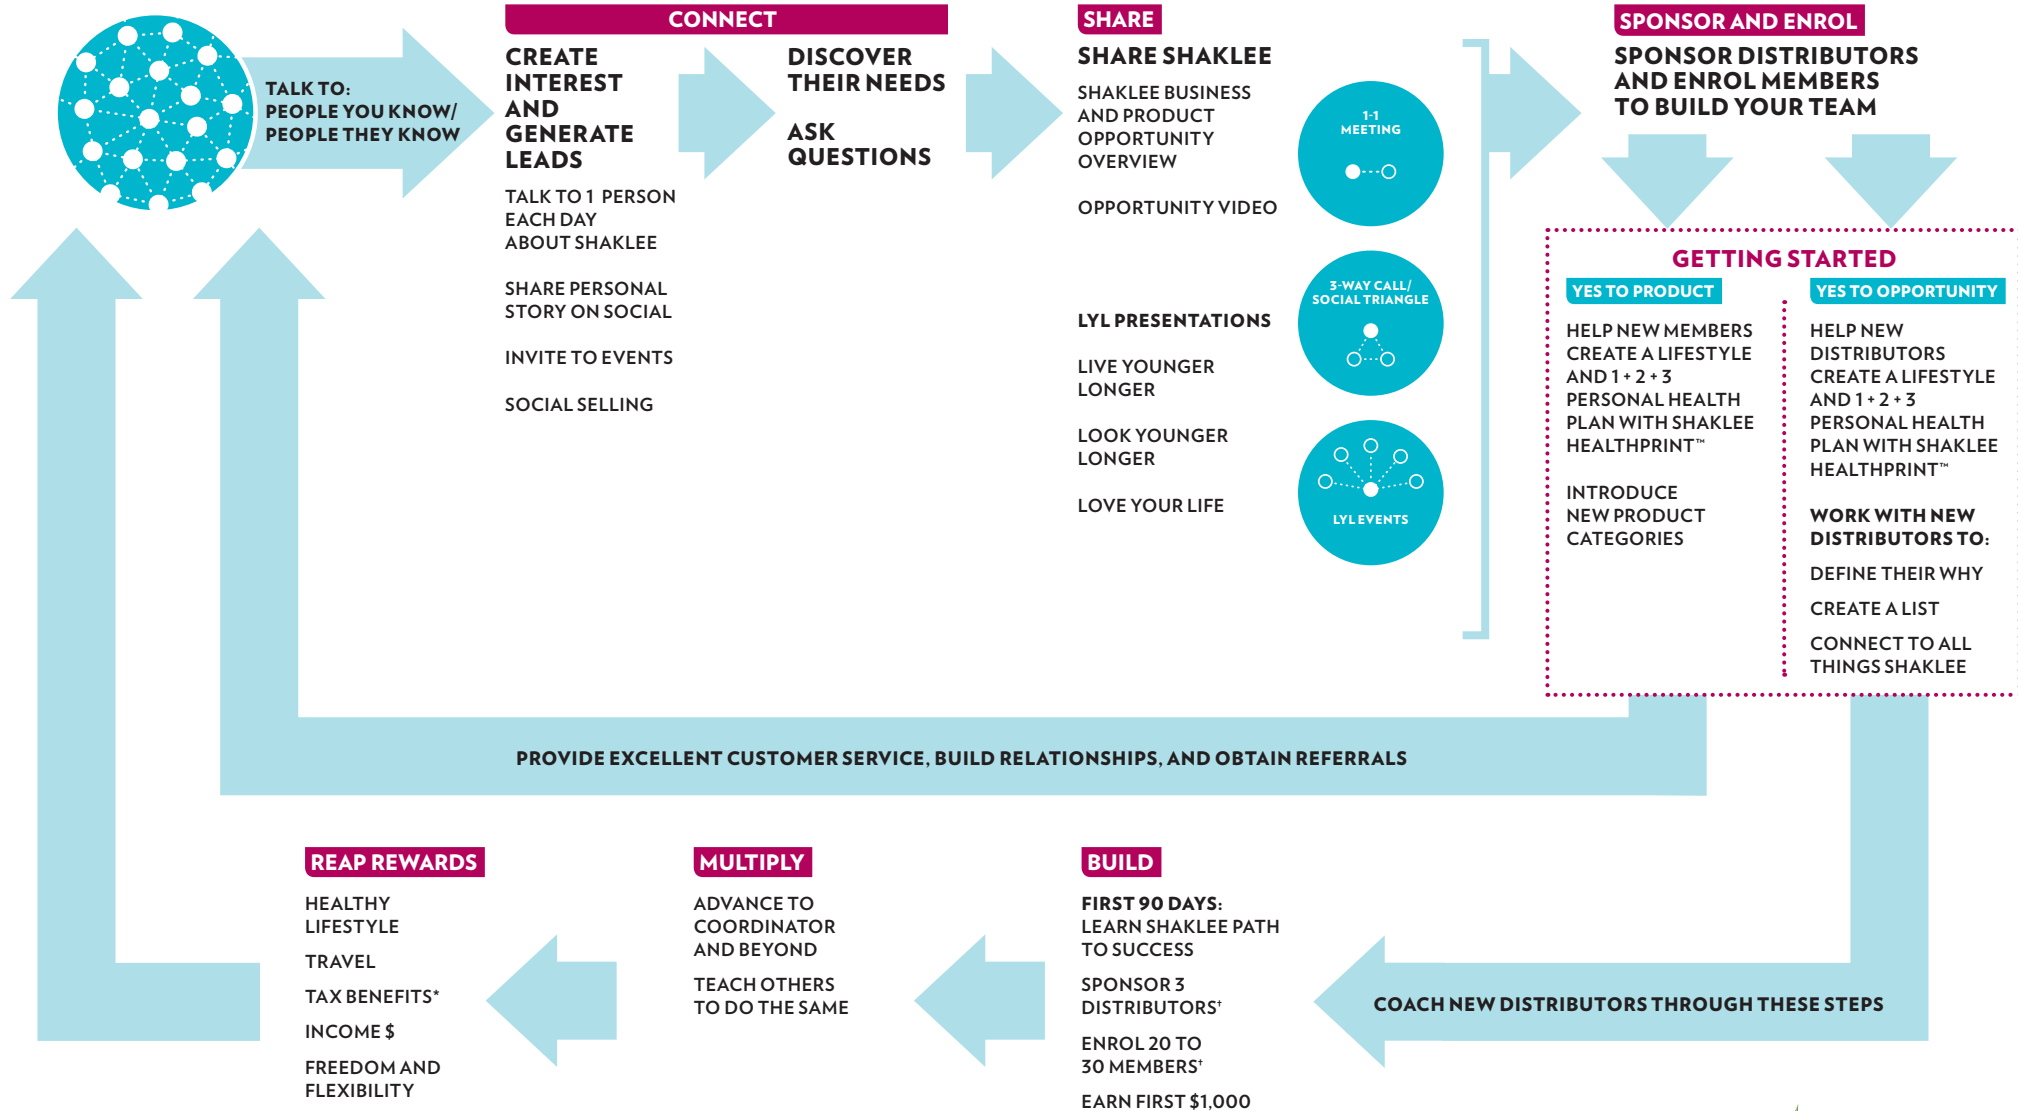 TALK TO:
PEOPLE YOU KNOW/
PEOPLE THEY KNOW
CONNECT
CREATE
INTEREST
AND
GENERATE
LEADS
TALK TO 1 PERSON
EACH DAY
ABOUT SHAKLEE
SHARE PERSONAL
STORY ON SOCIAL
INVITE TO EVENTS
SOCIAL SELLING
DISCOVER
THEIR NEEDS
ASK
QUESTIONS
SHARE
SHARE SHAKLEE
SHAKLEE BUSINESS
AND PRODUCT
OPPORTUNITY
OVERVIEW
OPPORTUNITY VIDEO
LYL PRESENTATIONS
LIVE YOUNGER
LONGER
LOOK YOUNGER
LONGER
LOVE YOUR LIFE
1-1
MEETING
3-WAY CALL/
SOCIAL TRIANGLE
LYL EVENTS
SPONSOR AND ENROL
SPONSOR DISTRIBUTORS
AND ENROL MEMBERS
TO BUILD YOUR TEAM
GETTING STARTED
YES TO PRODUCT
HELP NEW MEMBERS
CREATE A LIFESTYLE
AND 1 + 2 + 3
PERSONAL HEALTH
PLAN WITH SHAKLEE
HEALTHPRINT™
INTRODUCE
NEW PRODUCT
CATEGORIES
YES TO OPPORTUNITY
HELP NEW
DISTRIBUTORS
CREATE A LIFESTYLE
AND 1 + 2 + 3
PERSONAL HEALTH
PLAN WITH SHAKLEE
HEALTHPRINT™
WORK WITH NEW
DISTRIBUTORS TO:
DEFINE THEIR WHY
CREATE A LIST
CONNECT TO ALL
THINGS SHAKLEE
PROVIDE EXCELLENT CUSTOMER SERVICE, BUILD RELATIONSHIPS, AND OBTAIN REFERRALS
COACH NEW DISTRIBUTORS THROUGH THESE STEPS
BUILD
FIRST 90 DAYS:
LEARN SHAKLEE PATH
TO SUCCESS
SPONSOR 3
DISTRIBUTORS†
ENROL 20 TO
30 MEMBERS†
EARN FIRST $1,000
MULTIPLY
ADVANCE TO
COORDINATOR
AND BEYOND
TEACH OTHERS
TO DO THE SAME
REAP REWARDS
HEALTHY
LIFESTYLE
TRAVEL
TAX BENEFITS*
INCOME $
FREEDOM AND
FLEXIBILITY